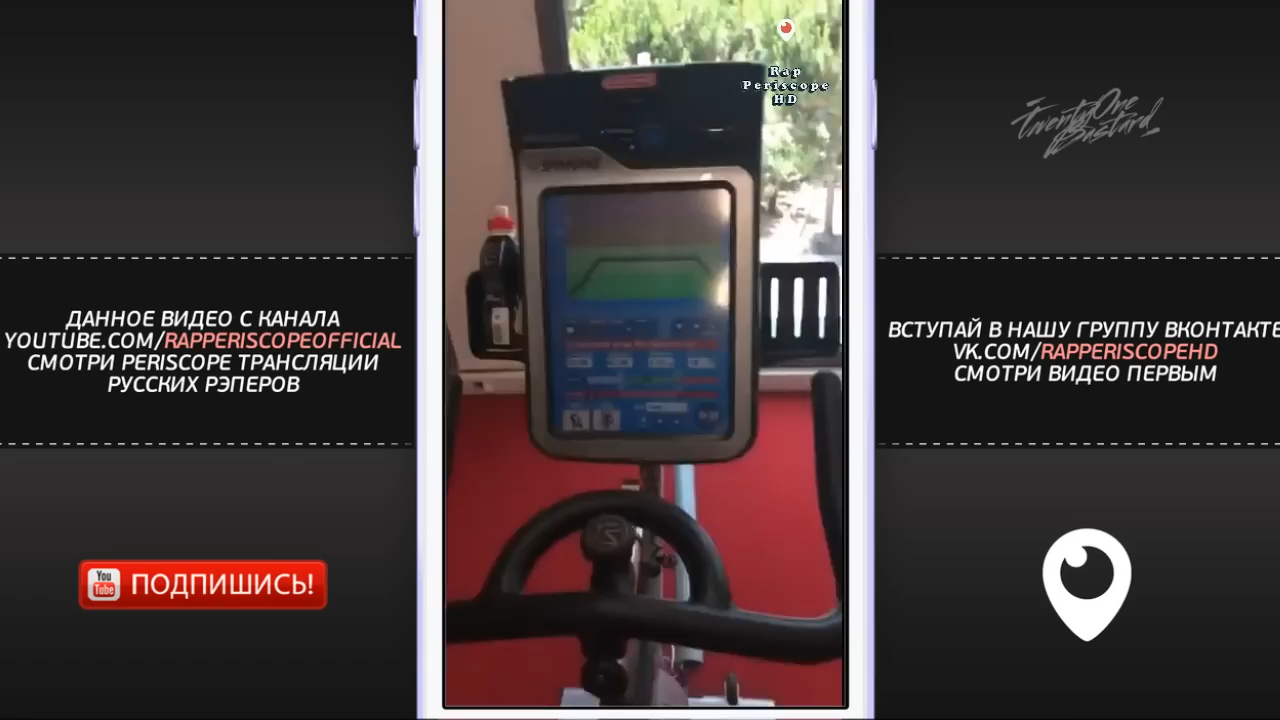 Rap
Periscope
HD
TwentyOne
Bastard
ДАННОЕ ВИДЕО С КАНАЛА
YOUTUBE.COM/RAPPERISCOPEOFFICIAL
СМОТРИ PERISCOPE ТРАНСЛЯЦИИ
РУССКИХ РЭПЕРОВ
ВСТУПАЙ В НАШУ ГРУППУ ВКОНТАКТЕ
VK.COM/RAPPERISCOPEHD
СМОТРИ ВИДЕО ПЕРВЫМ
You
Tube
ПОДПИШИСЬ!